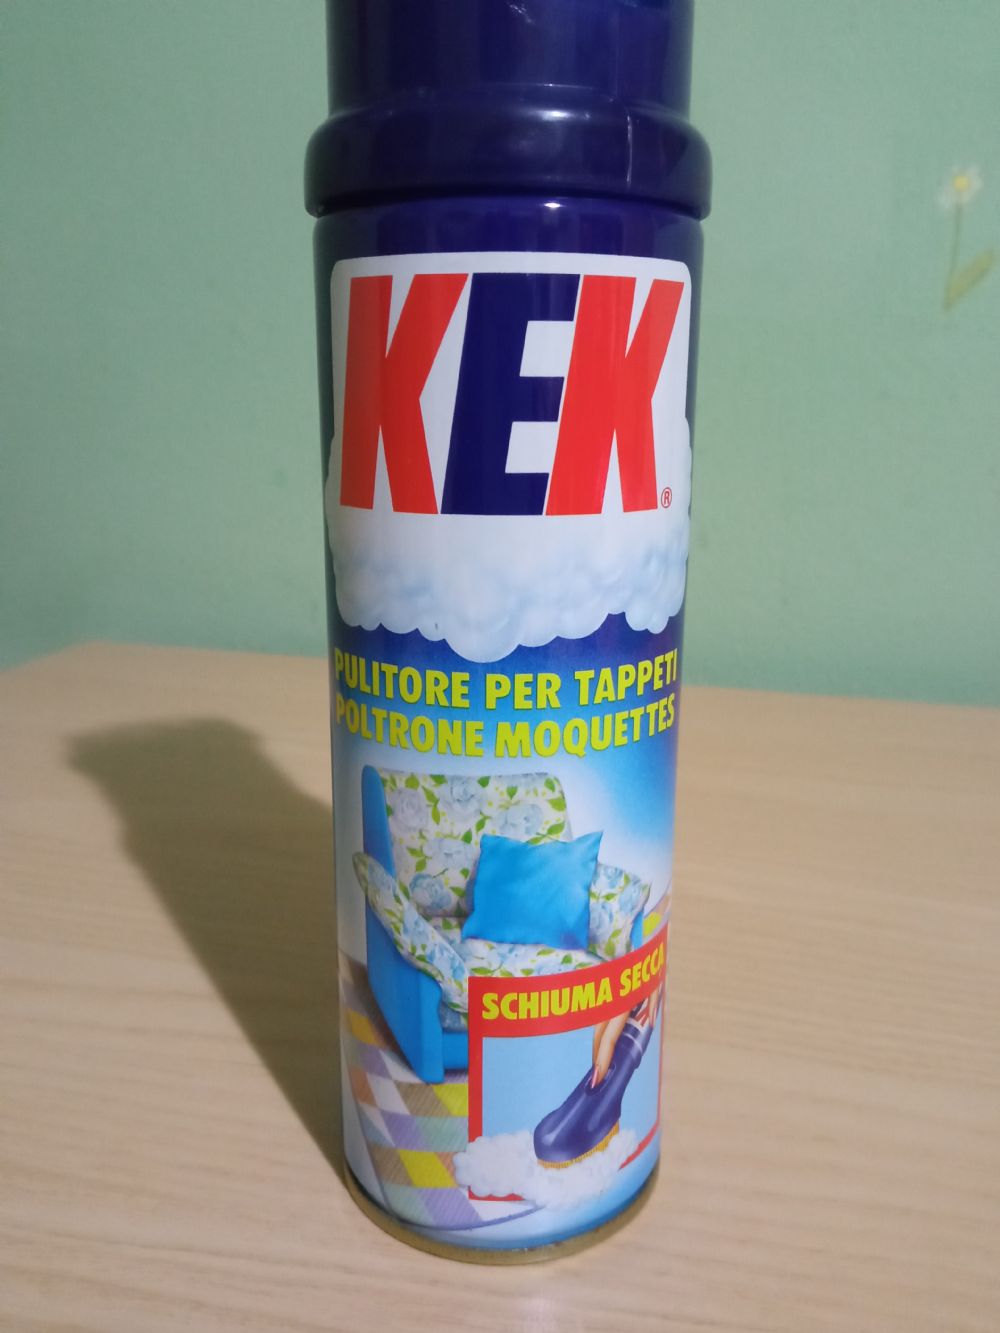 KEK®
PULITORE PER TAPPETI
POLTRONE MOQUETTES
SCHIUMA SECCA